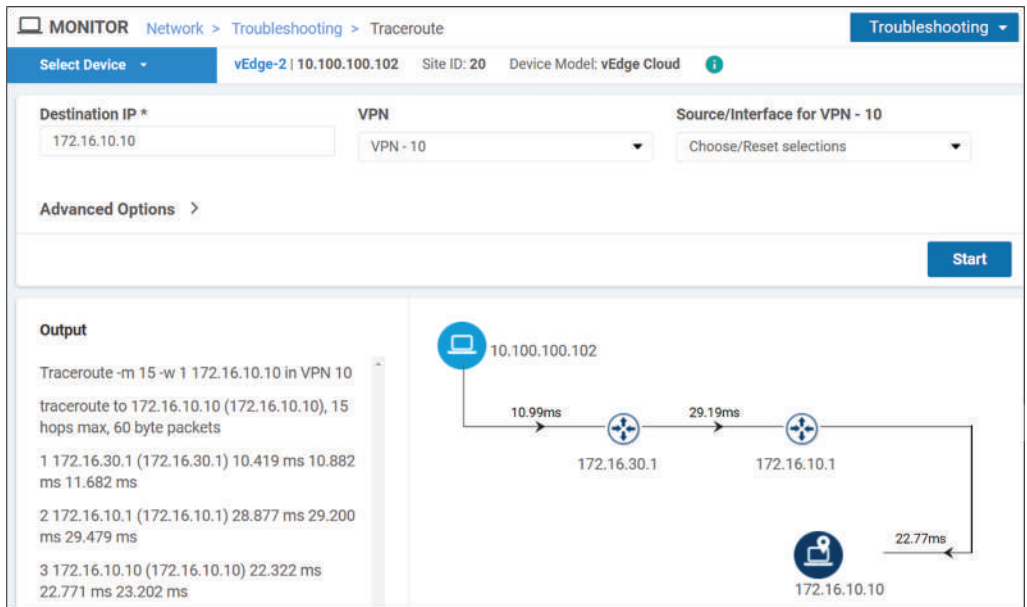 MONITOR Network > Troubleshooting > Traceroute
Troubleshooting
Select Device
vEdge-2 | 10.100.100.102 Site ID: 20 Device Model: vEdge Cloud i
Destination IP *
172.16.10.10
VPN
VPN - 10
Source/Interface for VPN - 10
Choose/Reset selections
Advanced Options >
Start
Output
Traceroute -m 15 -w 1 172.16.10.10 in VPN 10
traceroute to 172.16.10.10 (172.16.10.10), 15
hops max, 60 byte packets
1 172.16.30.1 (172.16.30.1) 10.419 ms 10.882
ms 11.682 ms
2 172.16.10.1 (172.16.10.1) 28.877 ms 29.200
ms 29.479 ms
3 172.16.10.10 (172.16.10.10) 22.322 ms
22.771 ms 23.202 ms
10.100.100.102
10.99ms
29.19ms
172.16.30.1
172.16.10.1
22.77ms
172.16.10.10